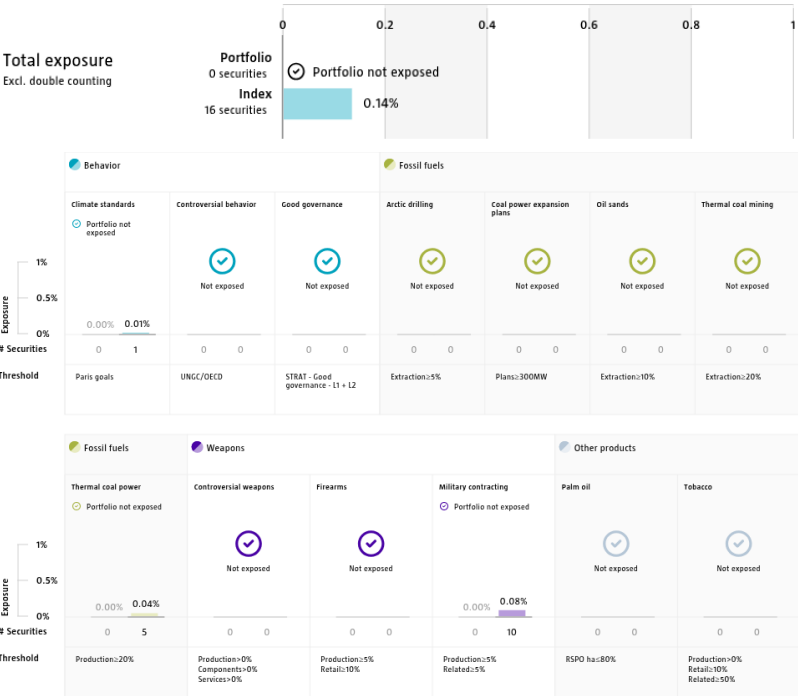 0 0.2 0.4 0.6 0.8 1
Total exposure
Excl. double counting
Portfolio
0 securities
Portfolio not exposed
Index
16 securities
0.14%
Behavior
Fossil fuels
Climate standards
Controversial behavior
Good governance
Arctic drilling
Coal power expansion
plans
Oil sands
Thermal coal mining
Portfolio not
exposed
Not exposed
Not exposed
Not exposed
Not exposed
Not exposed
Not exposed
Exposure
1%
0.5%
0%
0.00% 0.01%
# Securities
0 1 0 0 0 0 0 0 0 0 0 0 0 0
Threshold
Paris goals
UNGC/OECD
STRAT - Good
governance - L1 + L2
Extraction≥5%
Plans≥300MW
Extraction≥10%
Extraction≥20%
Fossil fuels
Weapons
Other products
Thermal coal power
Controversial weapons
Firearms
Military contracting
Palm oil
Tobacco
Portfolio not exposed
Not exposed
Not exposed
Portfolio not exposed
Not exposed
Not exposed
Exposure
1%
0.5%
0%
0.00% 0.04%
0.00% 0.08%
# Securities
0 5 0 0 0 0 0 10 0 0 0 0
Threshold
Production≥20%
Production>0%
Components>0%
Services>0%
Production≥5%
Retail≥10%
Production≥5%
Related≥5%
RSPO ha≤80%
Production>0%
Retail≥10%
Related≥50%